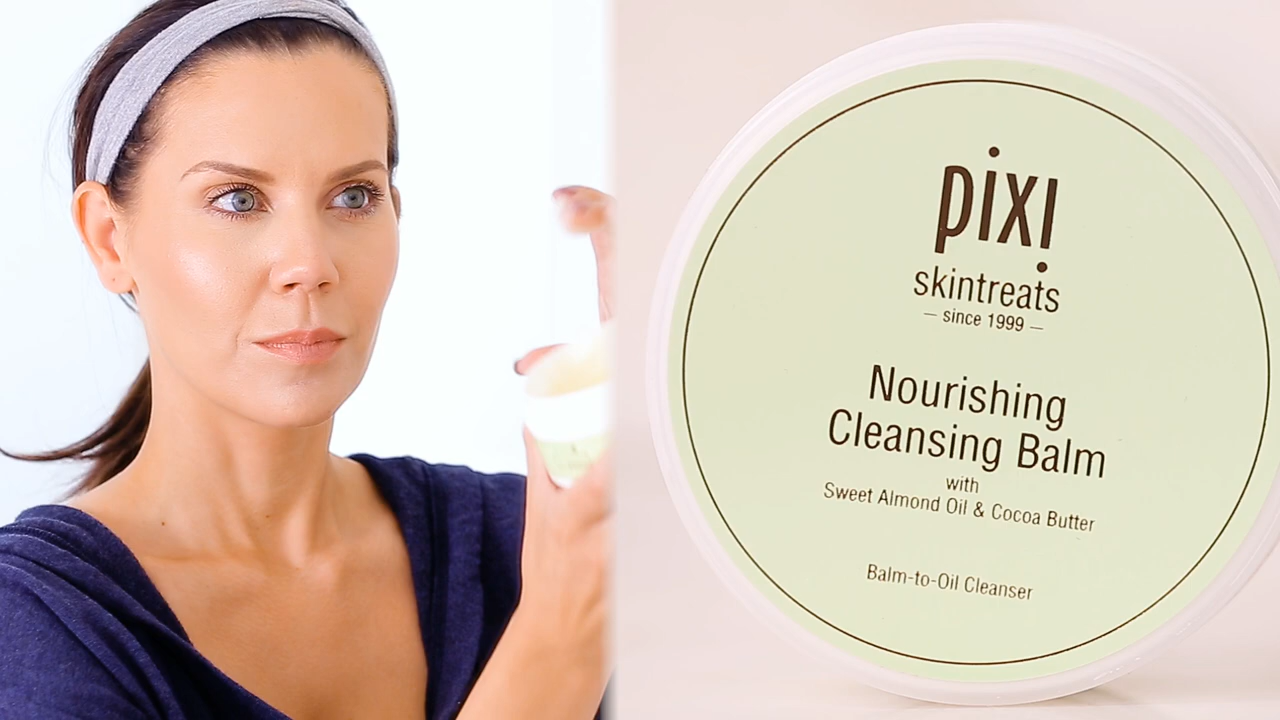 pixi
skintreats
— since 1999 —
Nourishing
Cleansing Balm
with
Sweet Almond Oil & Cocoa Butter
Balm-to-Oil Cleanser